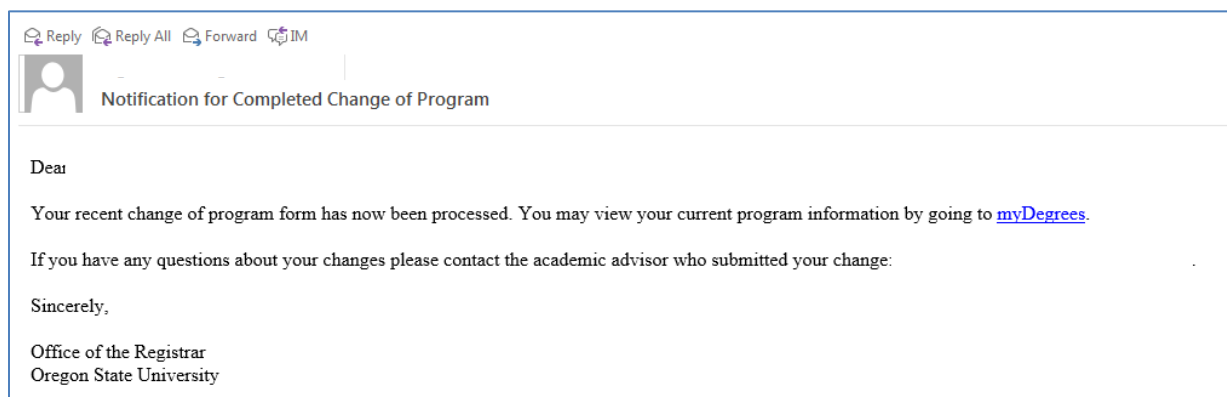 Reply Reply All Forward IM
Notification for Completed Change of Program
Dear
Your recent change of program form has now been processed. You may view your current program information by going to myDegrees.
If you have any questions about your changes please contact the academic advisor who submitted your change: .
Sincerely,
Office of the Registrar
Oregon State University